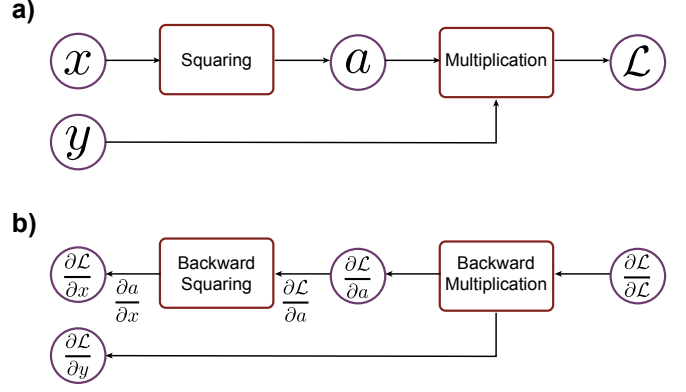 a)
x
Squaring
a
Multiplication
ℒ
y
b)
∂ℒ/∂x
∂a/∂x
Backward
Squaring
∂ℒ/∂a
∂ℒ/∂a
Backward
Multiplication
∂ℒ/∂ℒ
∂ℒ/∂y